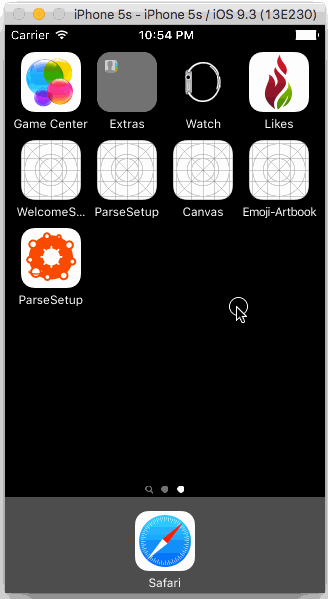 iPhone 5s - iPhone 5s / iOS 9.3 (13E230)
Carrier 10:54 PM
Game Center Extras Watch Likes
WelcomeS... ParseSetup Canvas Emoji-Artbook
ParseSetup
Safari